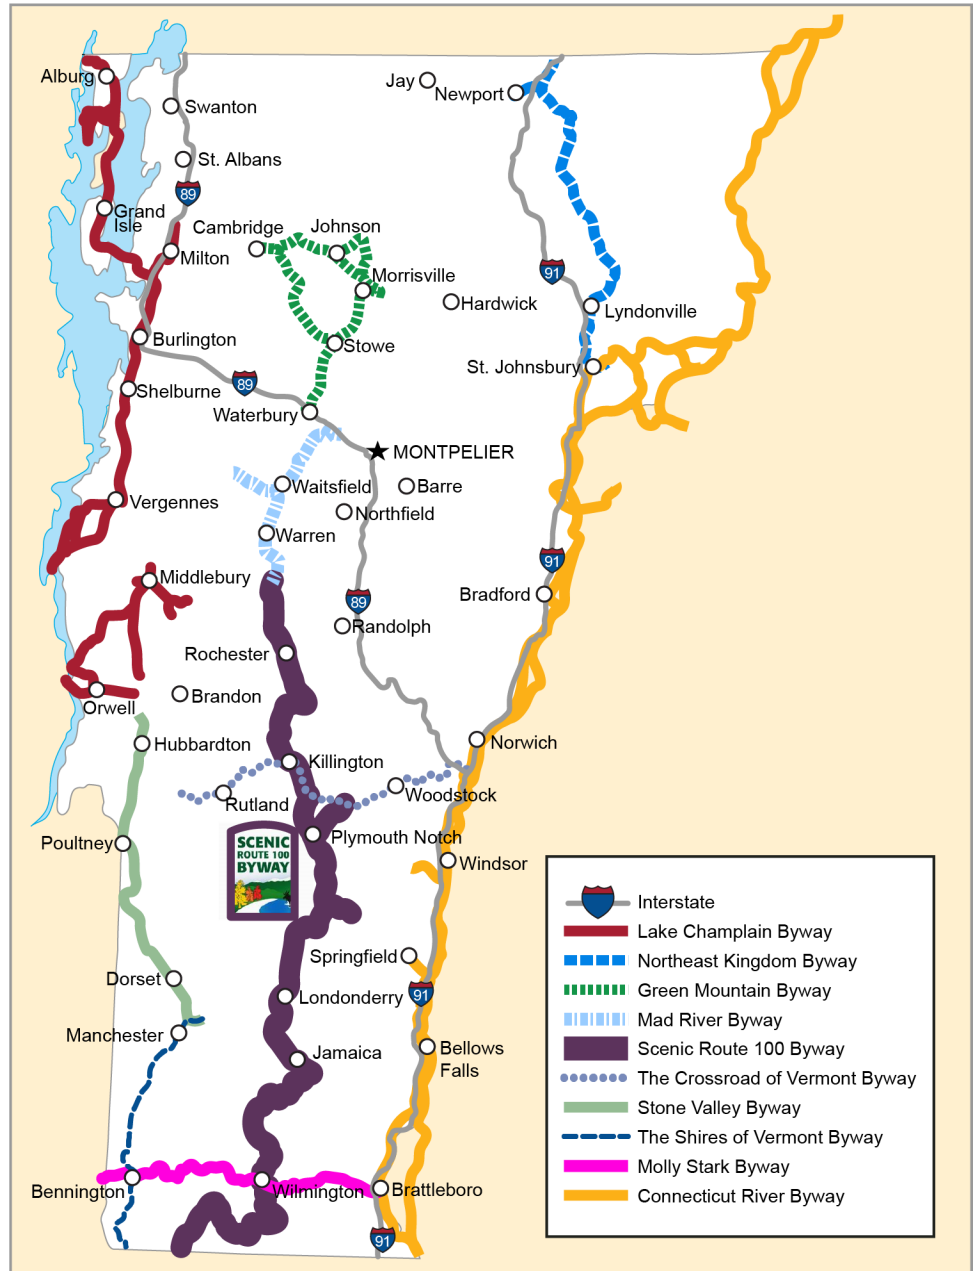 Alburg
Swanton
Jay
Newport
St. Albans
89
Grand
Isle
Cambridge
Johnson
Milton
Morrisville
91
Hardwick
Lyndonville
Burlington
Stowe
St. Johnsbury
89
Shelburne
Waterbury
MONTPELIER
Waitsfield
Barre
Vergennes
Northfield
Warren
91
Middlebury
Bradford
89
Randolph
Rochester
Brandon
Orwell
Hubbardton
Norwich
Killington
Woodstock
Rutland
Plymouth Notch
Poultney
SCENIC
ROUTE 100
BYWAY
Windsor
Springfield
Dorset
Londonderry
91
Manchester
Jamaica
Bellows
Falls
Bennington
Wilmington
Brattleboro
91
Interstate
Lake Champlain Byway
Northeast Kingdom Byway
Green Mountain Byway
Mad River Byway
Scenic Route 100 Byway
The Crossroad of Vermont Byway
Stone Valley Byway
The Shires of Vermont Byway
Molly Stark Byway
Connecticut River Byway